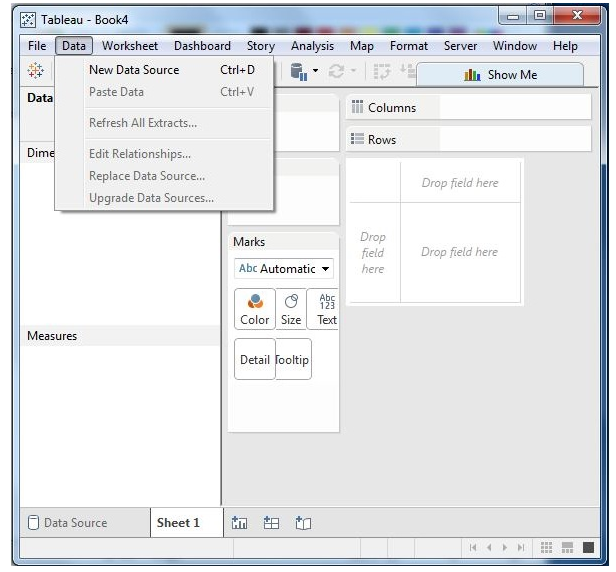 Tableau - Book4
File Data Worksheet Dashboard Story Analysis Map Format Server Window Help
Show Me
New Data Source Ctrl+D
Paste Data Ctrl+V
Refresh All Extracts...
Edit Relationships...
Replace Data Source...
Upgrade Data Sources...
Data
Dime
Measures
Columns
Rows
Marks
Abc Automatic
Color Size Abc 123 Text
Detail Tooltip
Drop field here
Drop
field
here
Drop field here
Data Source Sheet 1